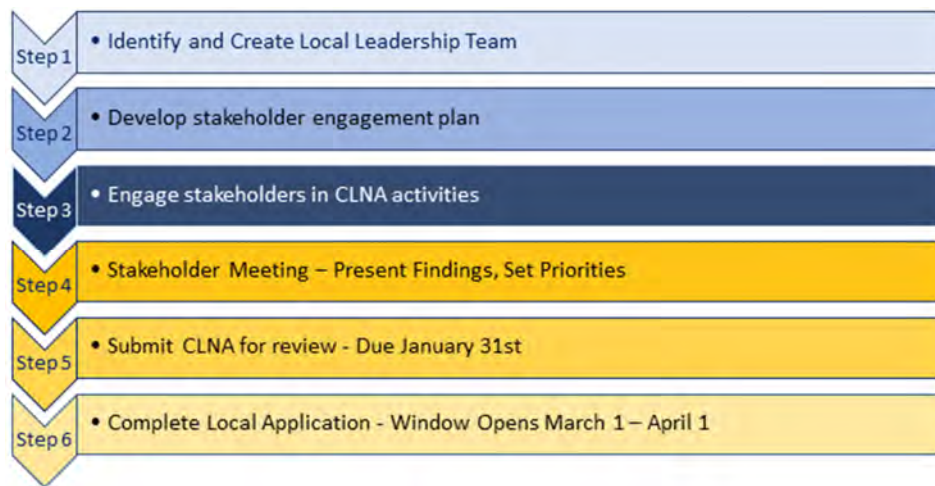 Step 1
• Identify and Create Local Leadership Team
Step 2
• Develop stakeholder engagement plan
Step 3
• Engage stakeholders in CLNA activities
Step 4
• Stakeholder Meeting – Present Findings, Set Priorities
Step 5
• Submit CLNA for review - Due January 31st
Step 6
• Complete Local Application - Window Opens March 1 – April 1